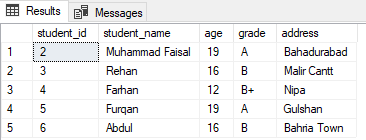 Results Messages
student_id student_name age grade address
1 2 Muhammad Faisal 19 A Bahadurabad
2 3 Rehan 16 B Malir Cantt
3 4 Farhan 12 B+ Nipa
4 5 Furqan 19 A Gulshan
5 6 Abdul 16 B Bahria Town